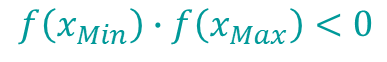 f(x_{Min}) · f(x_{Max}) < 0